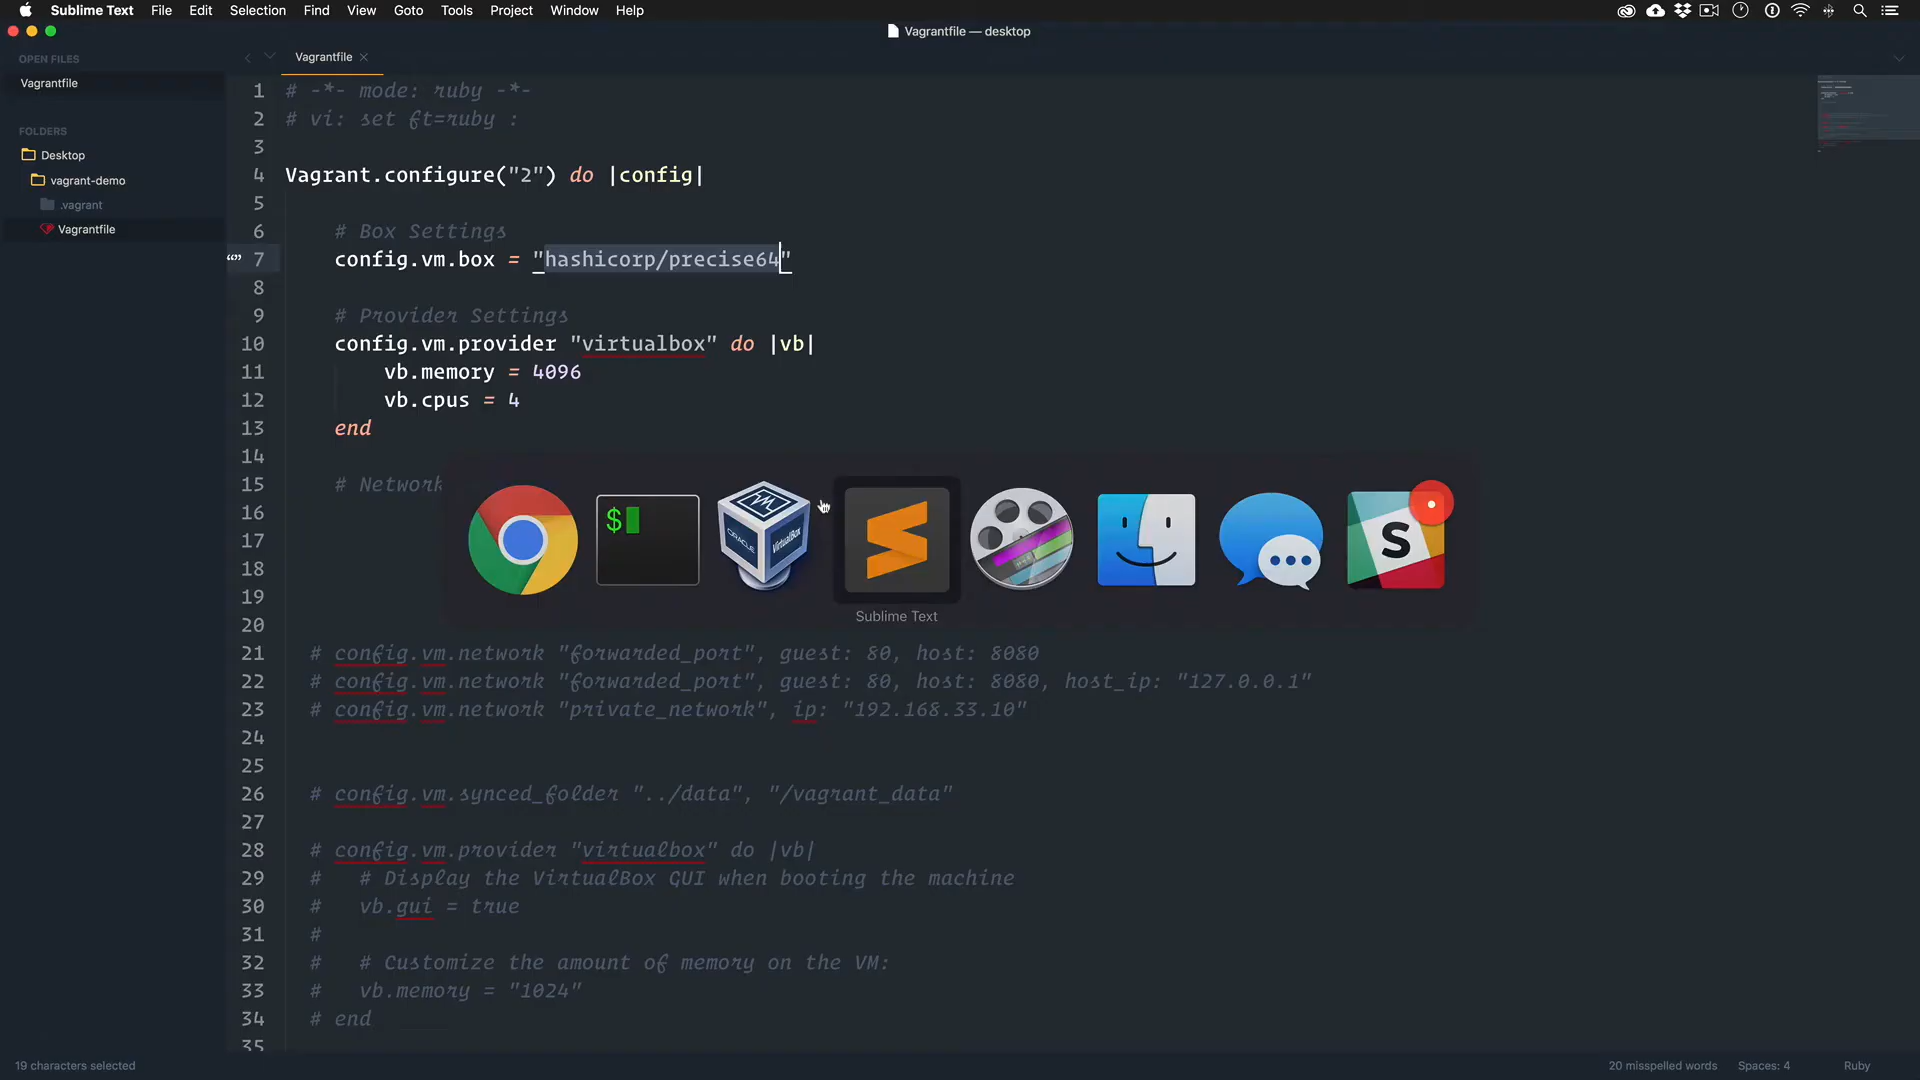 Sublime Text File Edit Selection Find View Goto Tools Project Window Help
Vagrantfile — desktop
OPEN FILES
Vagrantfile
FOLDERS
Desktop
vagrant-demo
.vagrant
Vagrantfile
Vagrantfile
1 # -*- mode: ruby -*-
2 # vi: set ft=ruby :
3
4 Vagrant.configure("2") do |config|
5
6 # Box Settings
7 config.vm.box = "hashicorp/precise64"
8
9 # Provider Settings
10 config.vm.provider "virtualbox" do |vb|
11 vb.memory = 4096
12 vb.cpus = 4
13 end
14
15 # Network
16
17
18
19
20
21 # config.vm.network "forwarded_port", guest: 80, host: 8080
22 # config.vm.network "forwarded_port", guest: 80, host: 8080, host_ip: "127.0.0.1"
23 # config.vm.network "private_network", ip: "192.168.33.10"
24
25
26 # config.vm.synced_folder "../data", "/vagrant_data"
27
28 # config.vm.provider "virtualbox" do |vb|
29 # # Display the VirtualBox GUI when booting the machine
30 # vb.gui = true
31 #
32 # # Customize the amount of memory on the VM:
33 # vb.memory = "1024"
34 # end
35
$
ORACLE
VirtualBox
S
Sublime Text
19 characters selected
20 misspelled words
Spaces: 4
Ruby